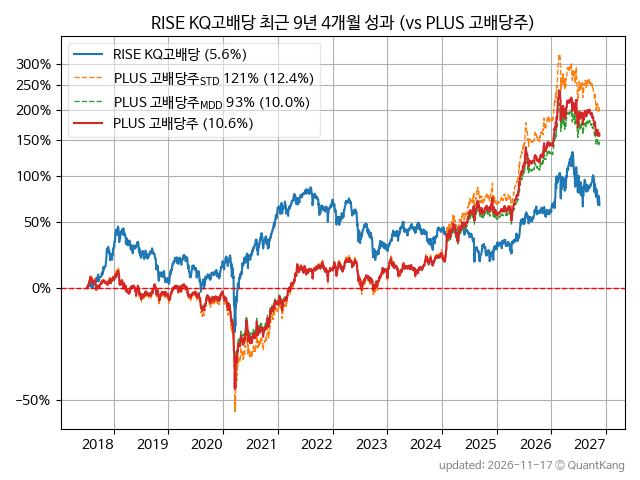 RISE KQ고배당 최근 9년 4개월 성과 (vs PLUS 고배당주)
RISE KQ고배당 (5.6%)
PLUS 고배당주STD 121% (12.4%)
PLUS 고배당주MDD 93% (10.0%)
PLUS 고배당주 (10.6%)
300%
250%
200%
150%
100%
50%
0%
−50%
2018 2019 2020 2021 2022 2023 2024 2025 2026 2027
updated: 2026-11-17 © QuantKang